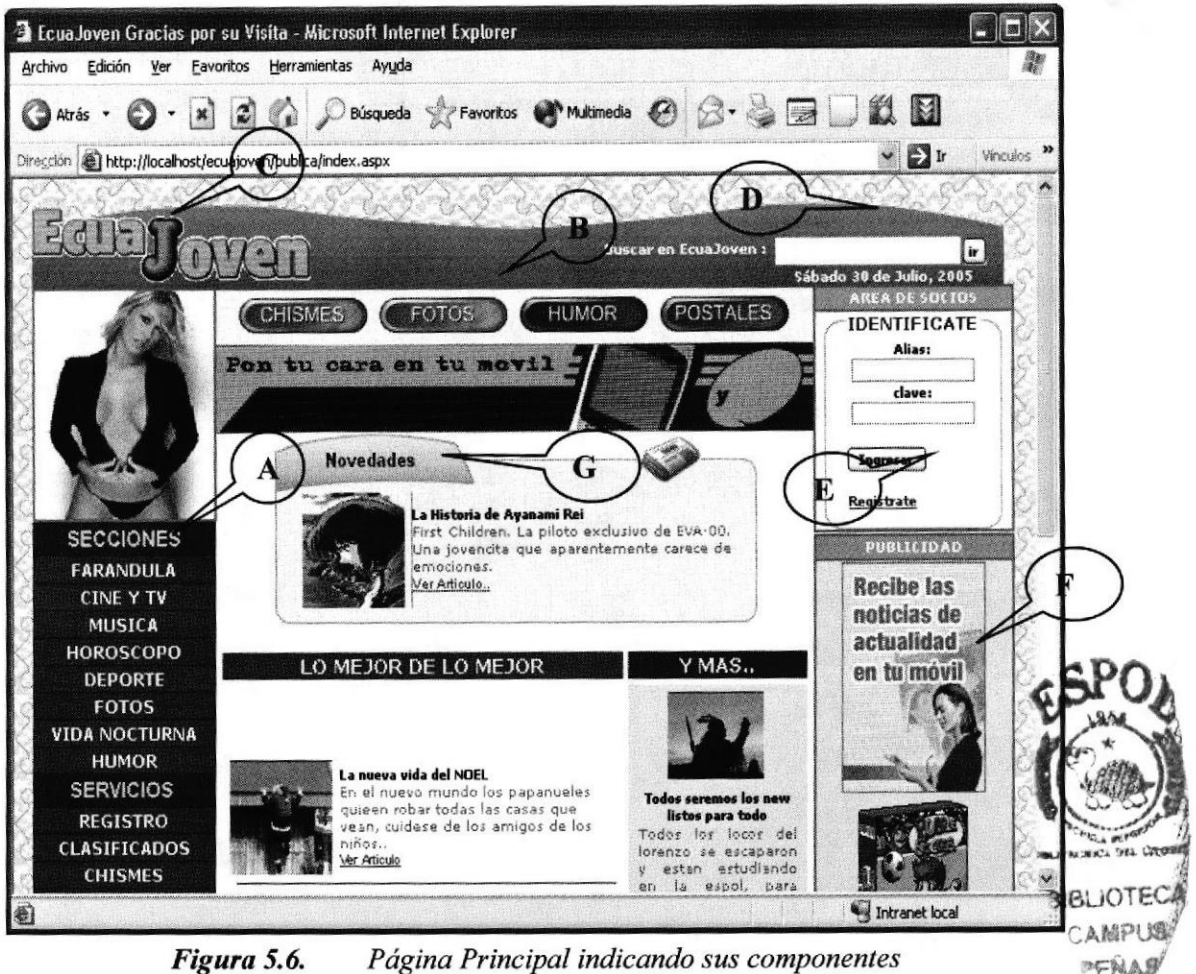 EcuaJoven Gracias por su Visita - Microsoft Internet Explorer
Archivo Edición Ver Favoritos Herramientas Ayuda
Atrás Búsqueda Favoritos Multimedia
Dirección http://localhost/ecuajoven/publica/index.aspx Ir Vínculos »
C
D
B
EcuaJoven
Buscar en EcuaJoven : ir
Sábado 30 de Julio, 2005
CHISMES FOTOS HUMOR POSTALES
AREA DE SOCIOS
IDENTIFICATE
Alias:
clave:
Ingresar
E
Registrate
Pon tu cara en tu movil
y
A
Novedades
G
La Historia de Ayanami Rei
First Children. La piloto exclusivo de EVA-00.
Una jovencita que aparentemente carece de
emociones.
Ver Articulo..
SECCIONES
FARANDULA
CINE Y TV
MUSICA
HOROSCOPO
DEPORTE
FOTOS
VIDA NOCTURNA
HUMOR
SERVICIOS
REGISTRO
CLASIFICADOS
CHISMES
PUBLICIDAD
F
Recibe las
noticias de
actualidad
en tu móvil
LO MEJOR DE LO MEJOR
La nueva vida del NOEL
En el nuevo mundo los papanueles
quieen robar todas las casas que
vean, cuidese de los amigos de los
niños..
Ver Articulo
Y MAS..
Todos seremos los new
listos para todo
Todos los locos del
lorenzo se escaparon
y estan estudiando
en la espol, para
Intranet local
ESPOL
BIBLIOTECA
CAMPUS
PEÑAS
Figura 5.6. Página Principal indicando sus componentes